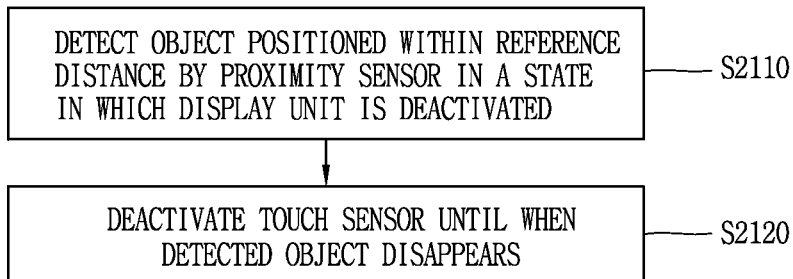 DETECT OBJECT POSITIONED WITHIN REFERENCE
DISTANCE BY PROXIMITY SENSOR IN A STATE
IN WHICH DISPLAY UNIT IS DEACTIVATED
S2110
DEACTIVATE TOUCH SENSOR UNTIL WHEN
DETECTED OBJECT DISAPPEARS
S2120